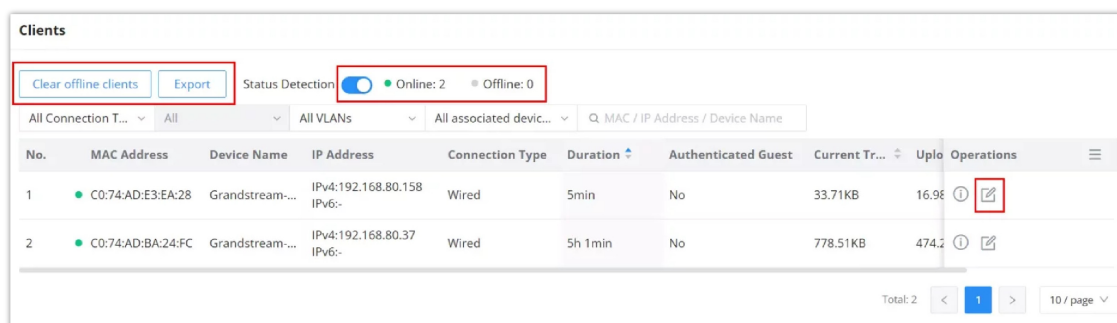 Clients
Clear offline clients Export Status Detection Online: 2 Offline: 0
All Connection T... All All VLANs All associated devic... MAC / IP Address / Device Name
No. MAC Address Device Name IP Address Connection Type Duration Authenticated Guest Current Tr... Uplo Operations
1 C0:74:AD:E3:EA:28 Grandstream-... IPv4:192.168.80.158 Wired 5min No 33.71KB 16.98
IPv6:-
2 C0:74:AD:BA:24:FC Grandstream-... IPv4:192.168.80.37 Wired 5h 1min No 778.51KB 474.2
IPv6:-
Total: 2 < 1 > 10 / page